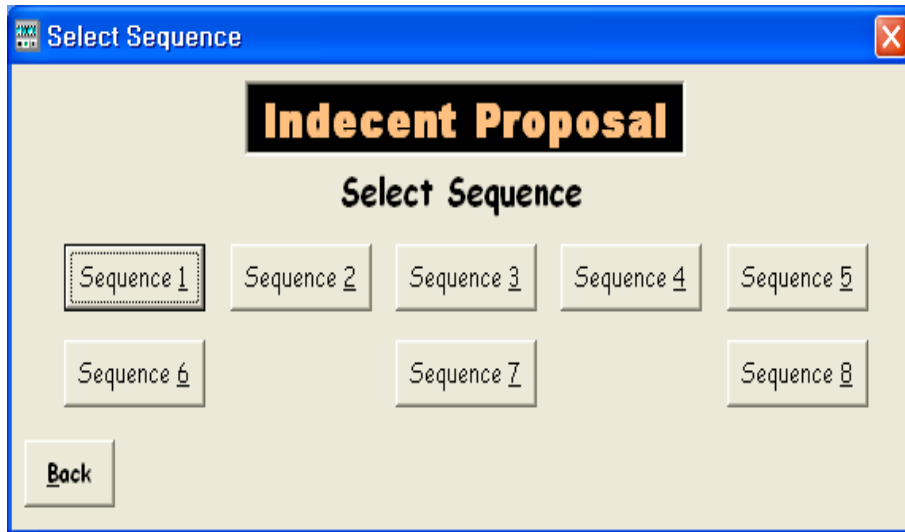 Select Sequence
Indecent Proposal
Select Sequence
Sequence 1 Sequence 2 Sequence 3 Sequence 4 Sequence 5
Sequence 6 Sequence 7 Sequence 8
Back